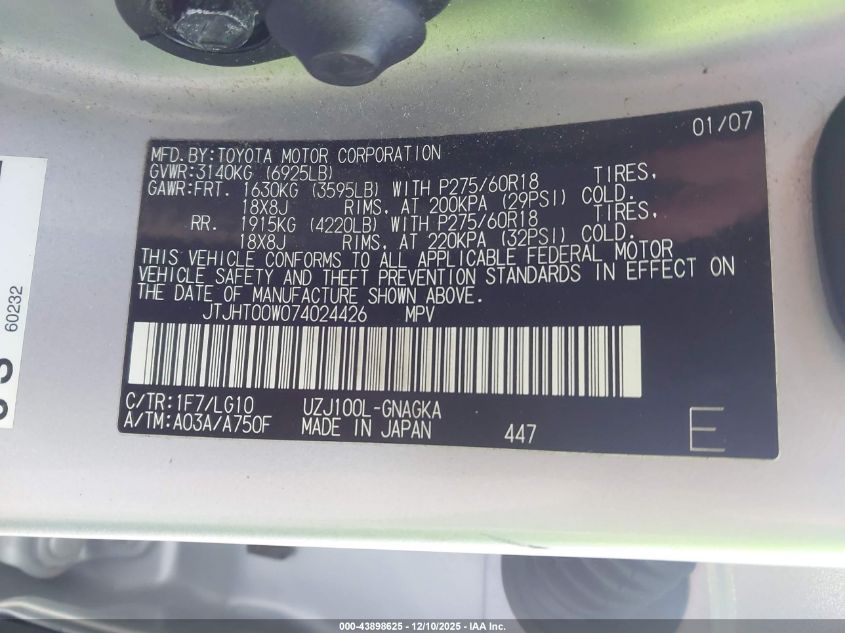 01/07
MFD.BY:TOYOTA MOTOR CORPORATION
GVWR:3140KG (6925LB)
GAWR:FRT. 1630KG (3595LB) WITH P275/60R18 TIRES,
18X8J RIMS, AT 200KPA (29PSI) COLD.
RR. 1915KG (4220LB) WITH P275/60R18 TIRES,
18X8J RIMS, AT 220KPA (32PSI) COLD.
THIS VEHICLE CONFORMS TO ALL APPLICABLE FEDERAL MOTOR
VEHICLE SAFETY AND THEFT PREVENTION STANDARDS IN EFFECT ON
THE DATE OF MANUFACTURE SHOWN ABOVE.
JTJHT00W074024426 MPV
C/TR:1F7/LG10 UZJ100L-GNAGKA
A/TM:A03A/A750F MADE IN JAPAN 447 E
60232
000-43898625 - 12/10/2025 - IAA Inc.